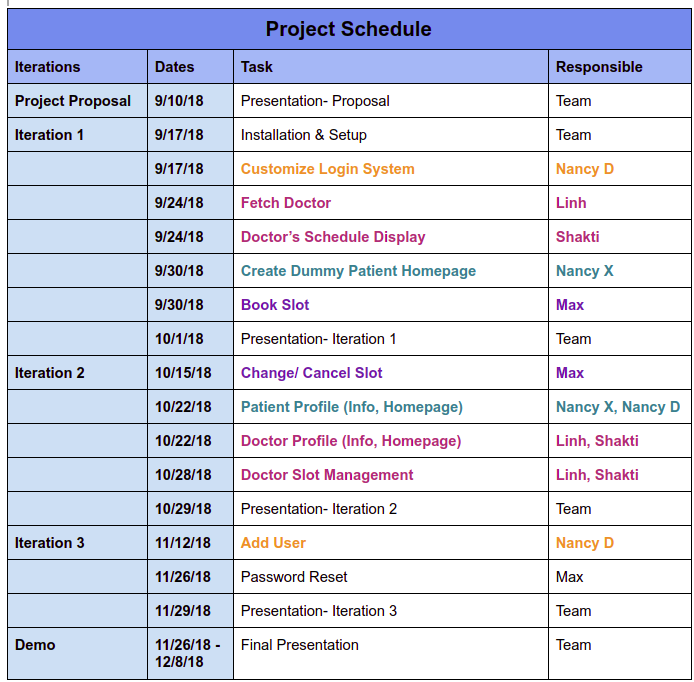 Project Schedule
Iterations Dates Task Responsible
Project Proposal 9/10/18 Presentation- Proposal Team
Iteration 1 9/17/18 Installation & Setup Team
9/17/18 Customize Login System Nancy D
9/24/18 Fetch Doctor Linh
9/24/18 Doctor’s Schedule Display Shakti
9/30/18 Create Dummy Patient Homepage Nancy X
9/30/18 Book Slot Max
10/1/18 Presentation- Iteration 1 Team
Iteration 2 10/15/18 Change/ Cancel Slot Max
10/22/18 Patient Profile (Info, Homepage) Nancy X, Nancy D
10/22/18 Doctor Profile (Info, Homepage) Linh, Shakti
10/28/18 Doctor Slot Management Linh, Shakti
10/29/18 Presentation- Iteration 2 Team
Iteration 3 11/12/18 Add User Nancy D
11/26/18 Password Reset Max
11/29/18 Presentation- Iteration 3 Team
Demo 11/26/18 - Final Presentation Team
12/8/18